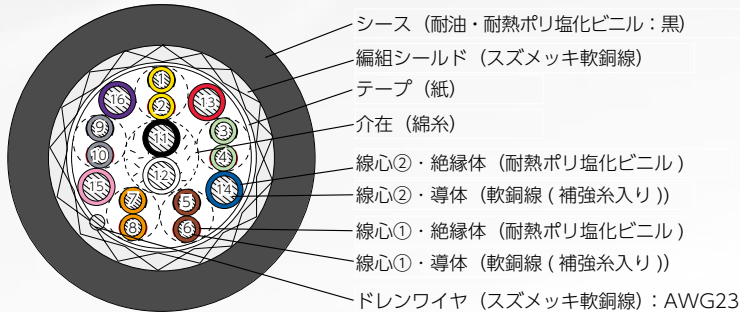 シース（耐油・耐熱ポリ塩化ビニル：黒）
編組シールド（スズメッキ軟銅線）
テープ（紙）
介在（綿糸）
線心②・絶縁体（耐熱ポリ塩化ビニル )
線心②・導体（軟銅線 ( 補強糸入り ))
線心①・絶縁体（耐熱ポリ塩化ビニル )
線心①・導体（軟銅線 ( 補強糸入り ))
ドレンワイヤ（スズメッキ軟銅線）：AWG23
1
2
16
13
9
3
11
10
4
12
15
14
7
5
8
6